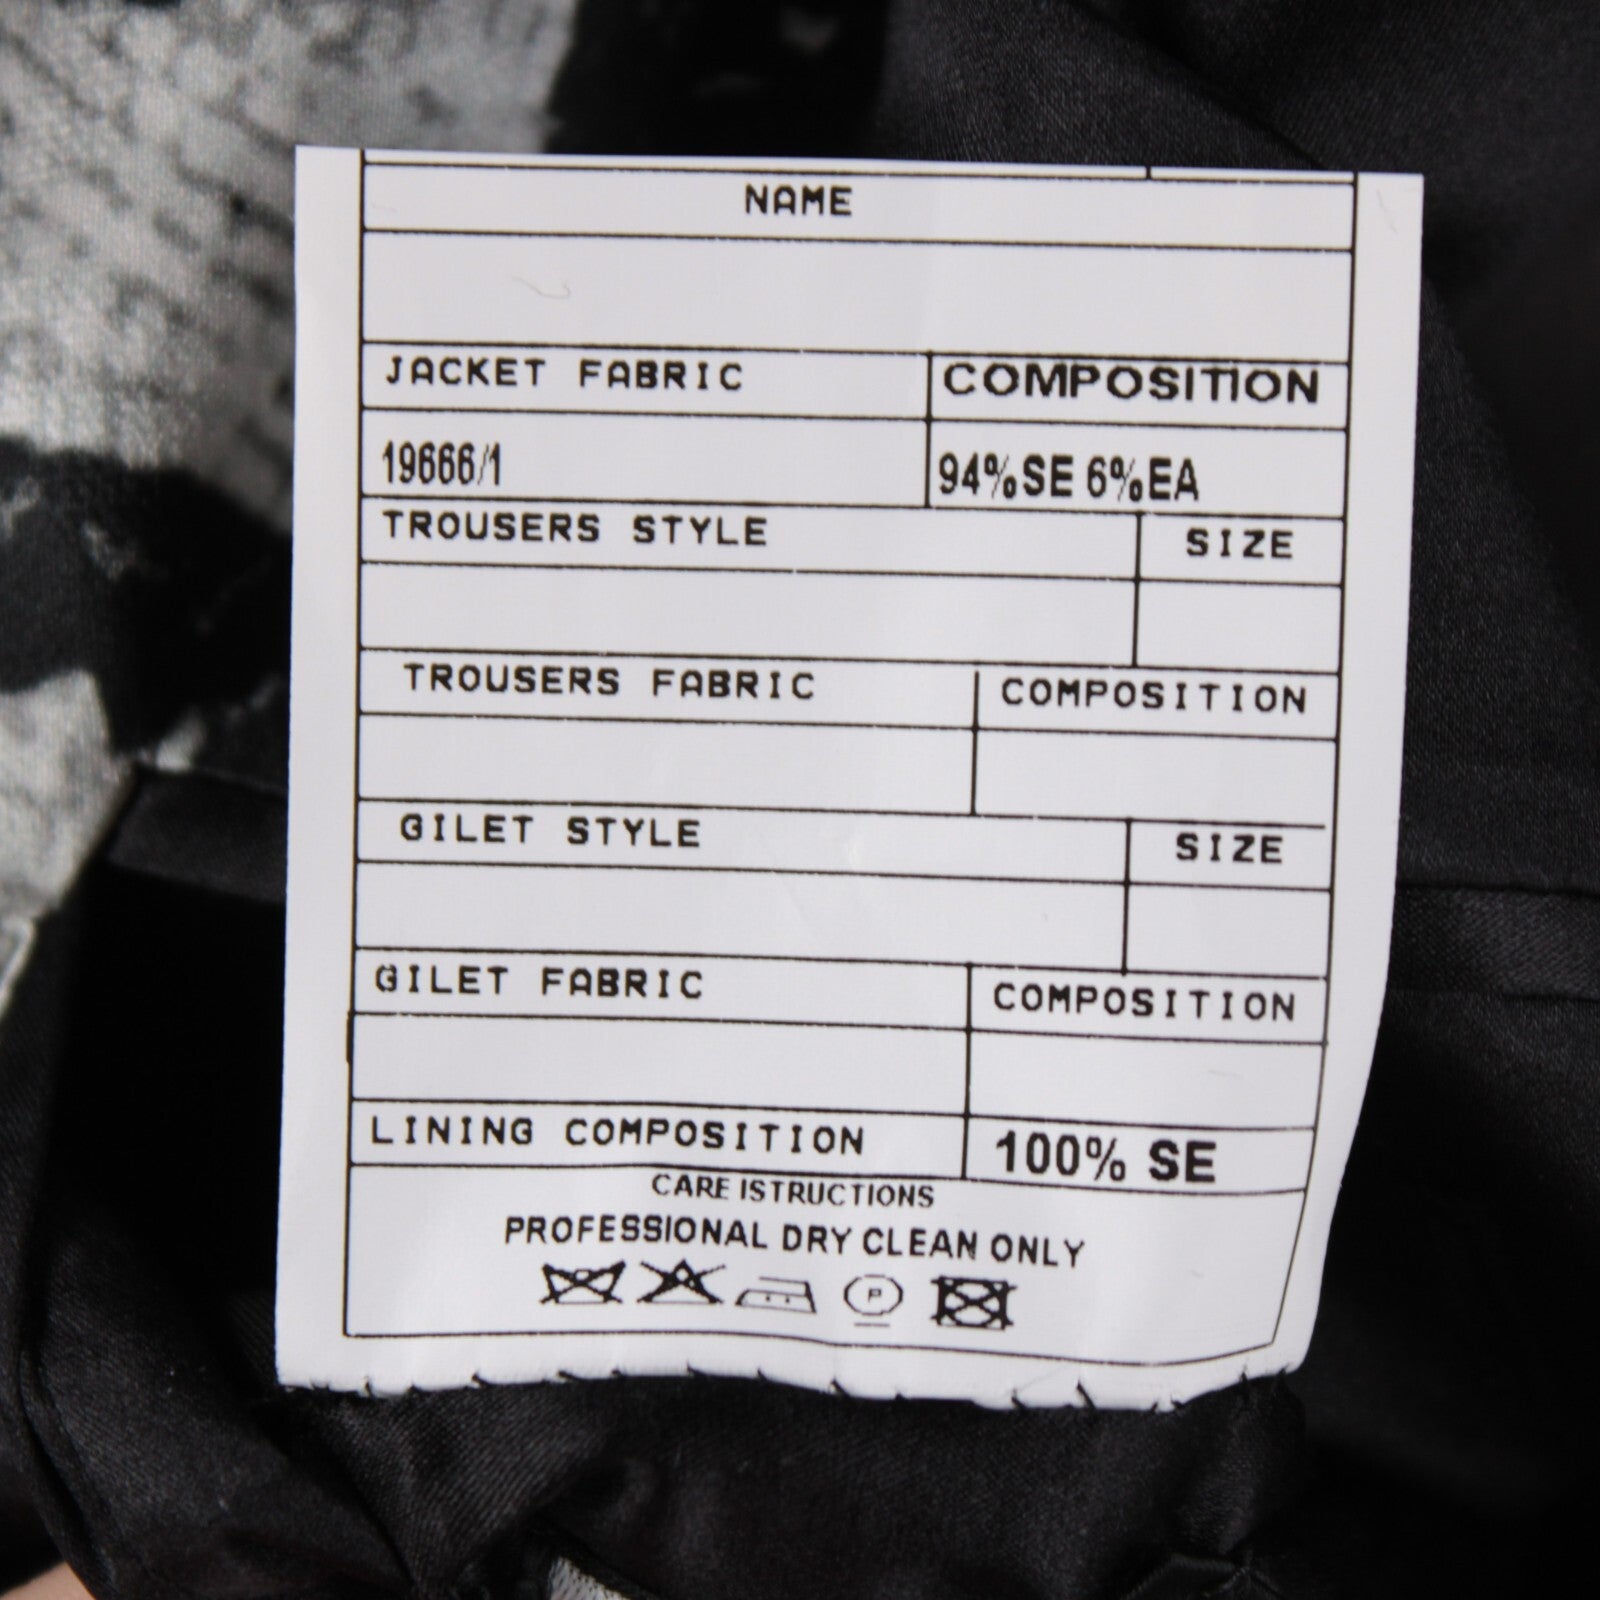 NAME
JACKET FABRIC COMPOSITION
19666/1 94%SE 6%EA
TROUSERS STYLE SIZE
TROUSERS FABRIC COMPOSITION
GILET STYLE SIZE
GILET FABRIC COMPOSITION
LINING COMPOSITION 100% SE
CARE ISTRUCTIONS
PROFESSIONAL DRY CLEAN ONLY
P